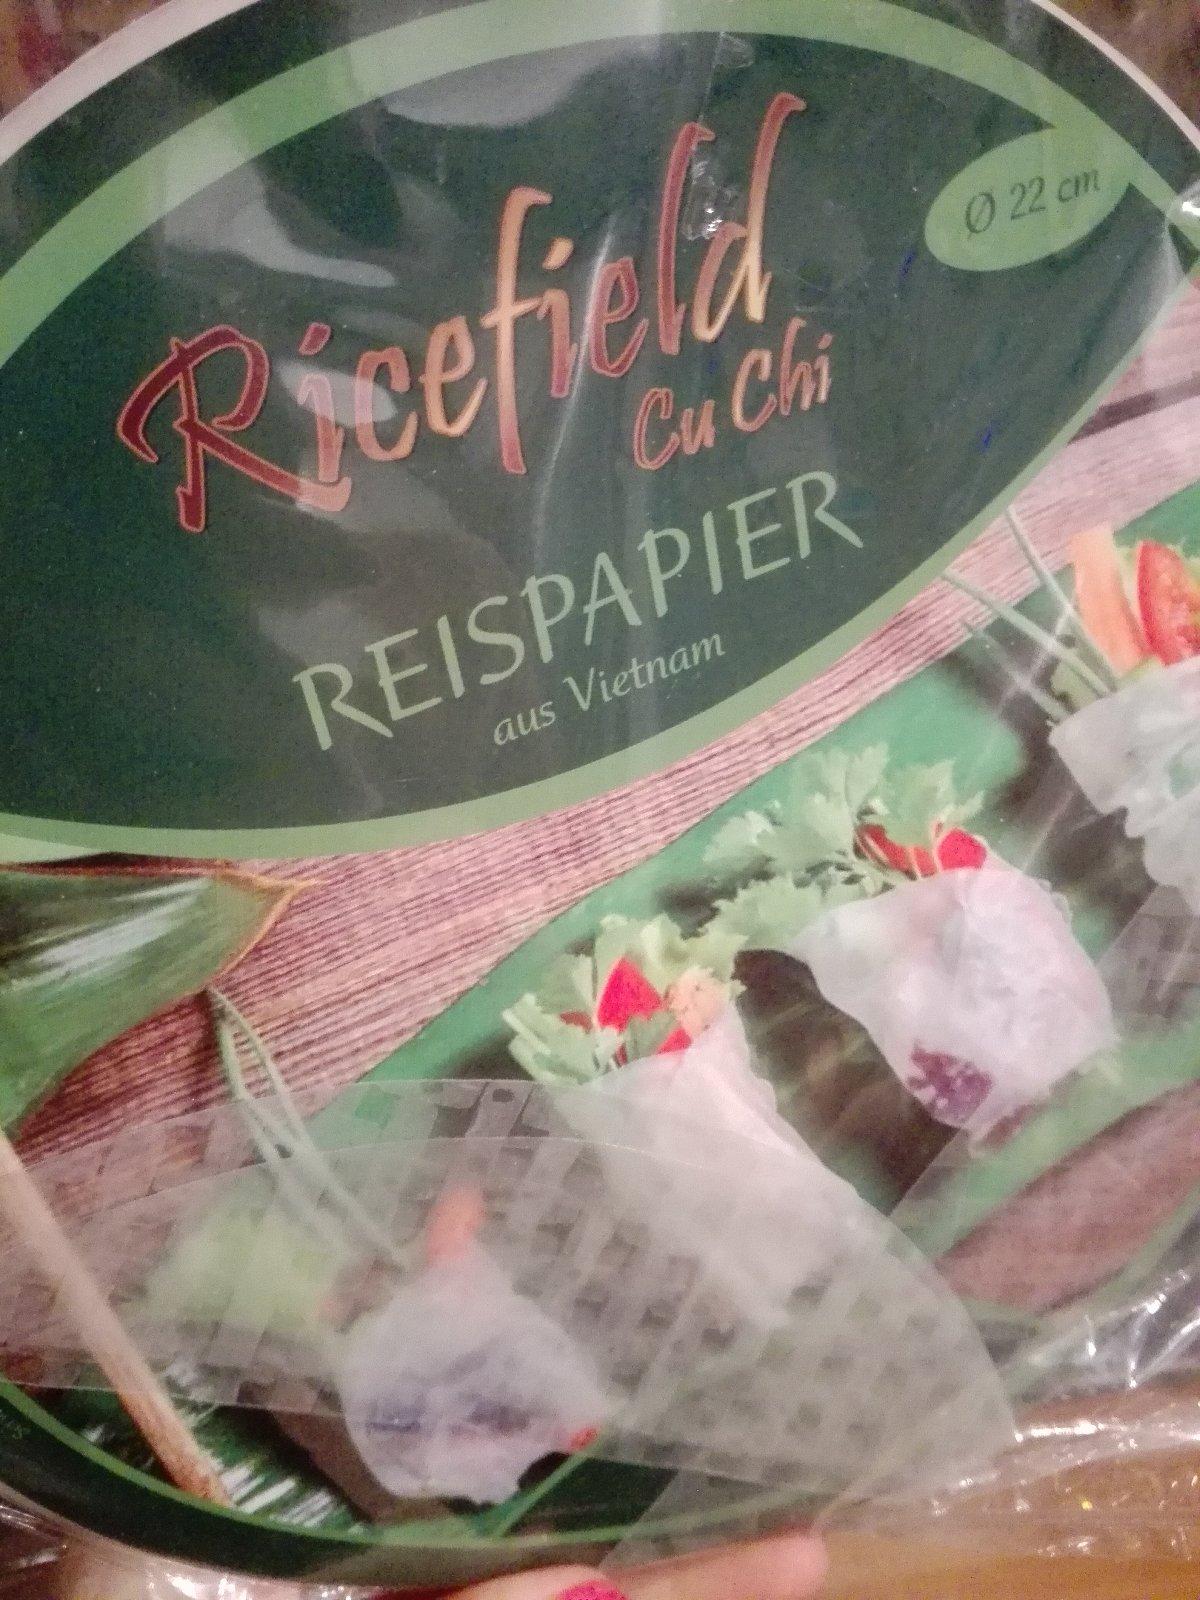 Ø 22 cm
Ricefield
Cu Chi
REISPAPIER
aus Vietnam